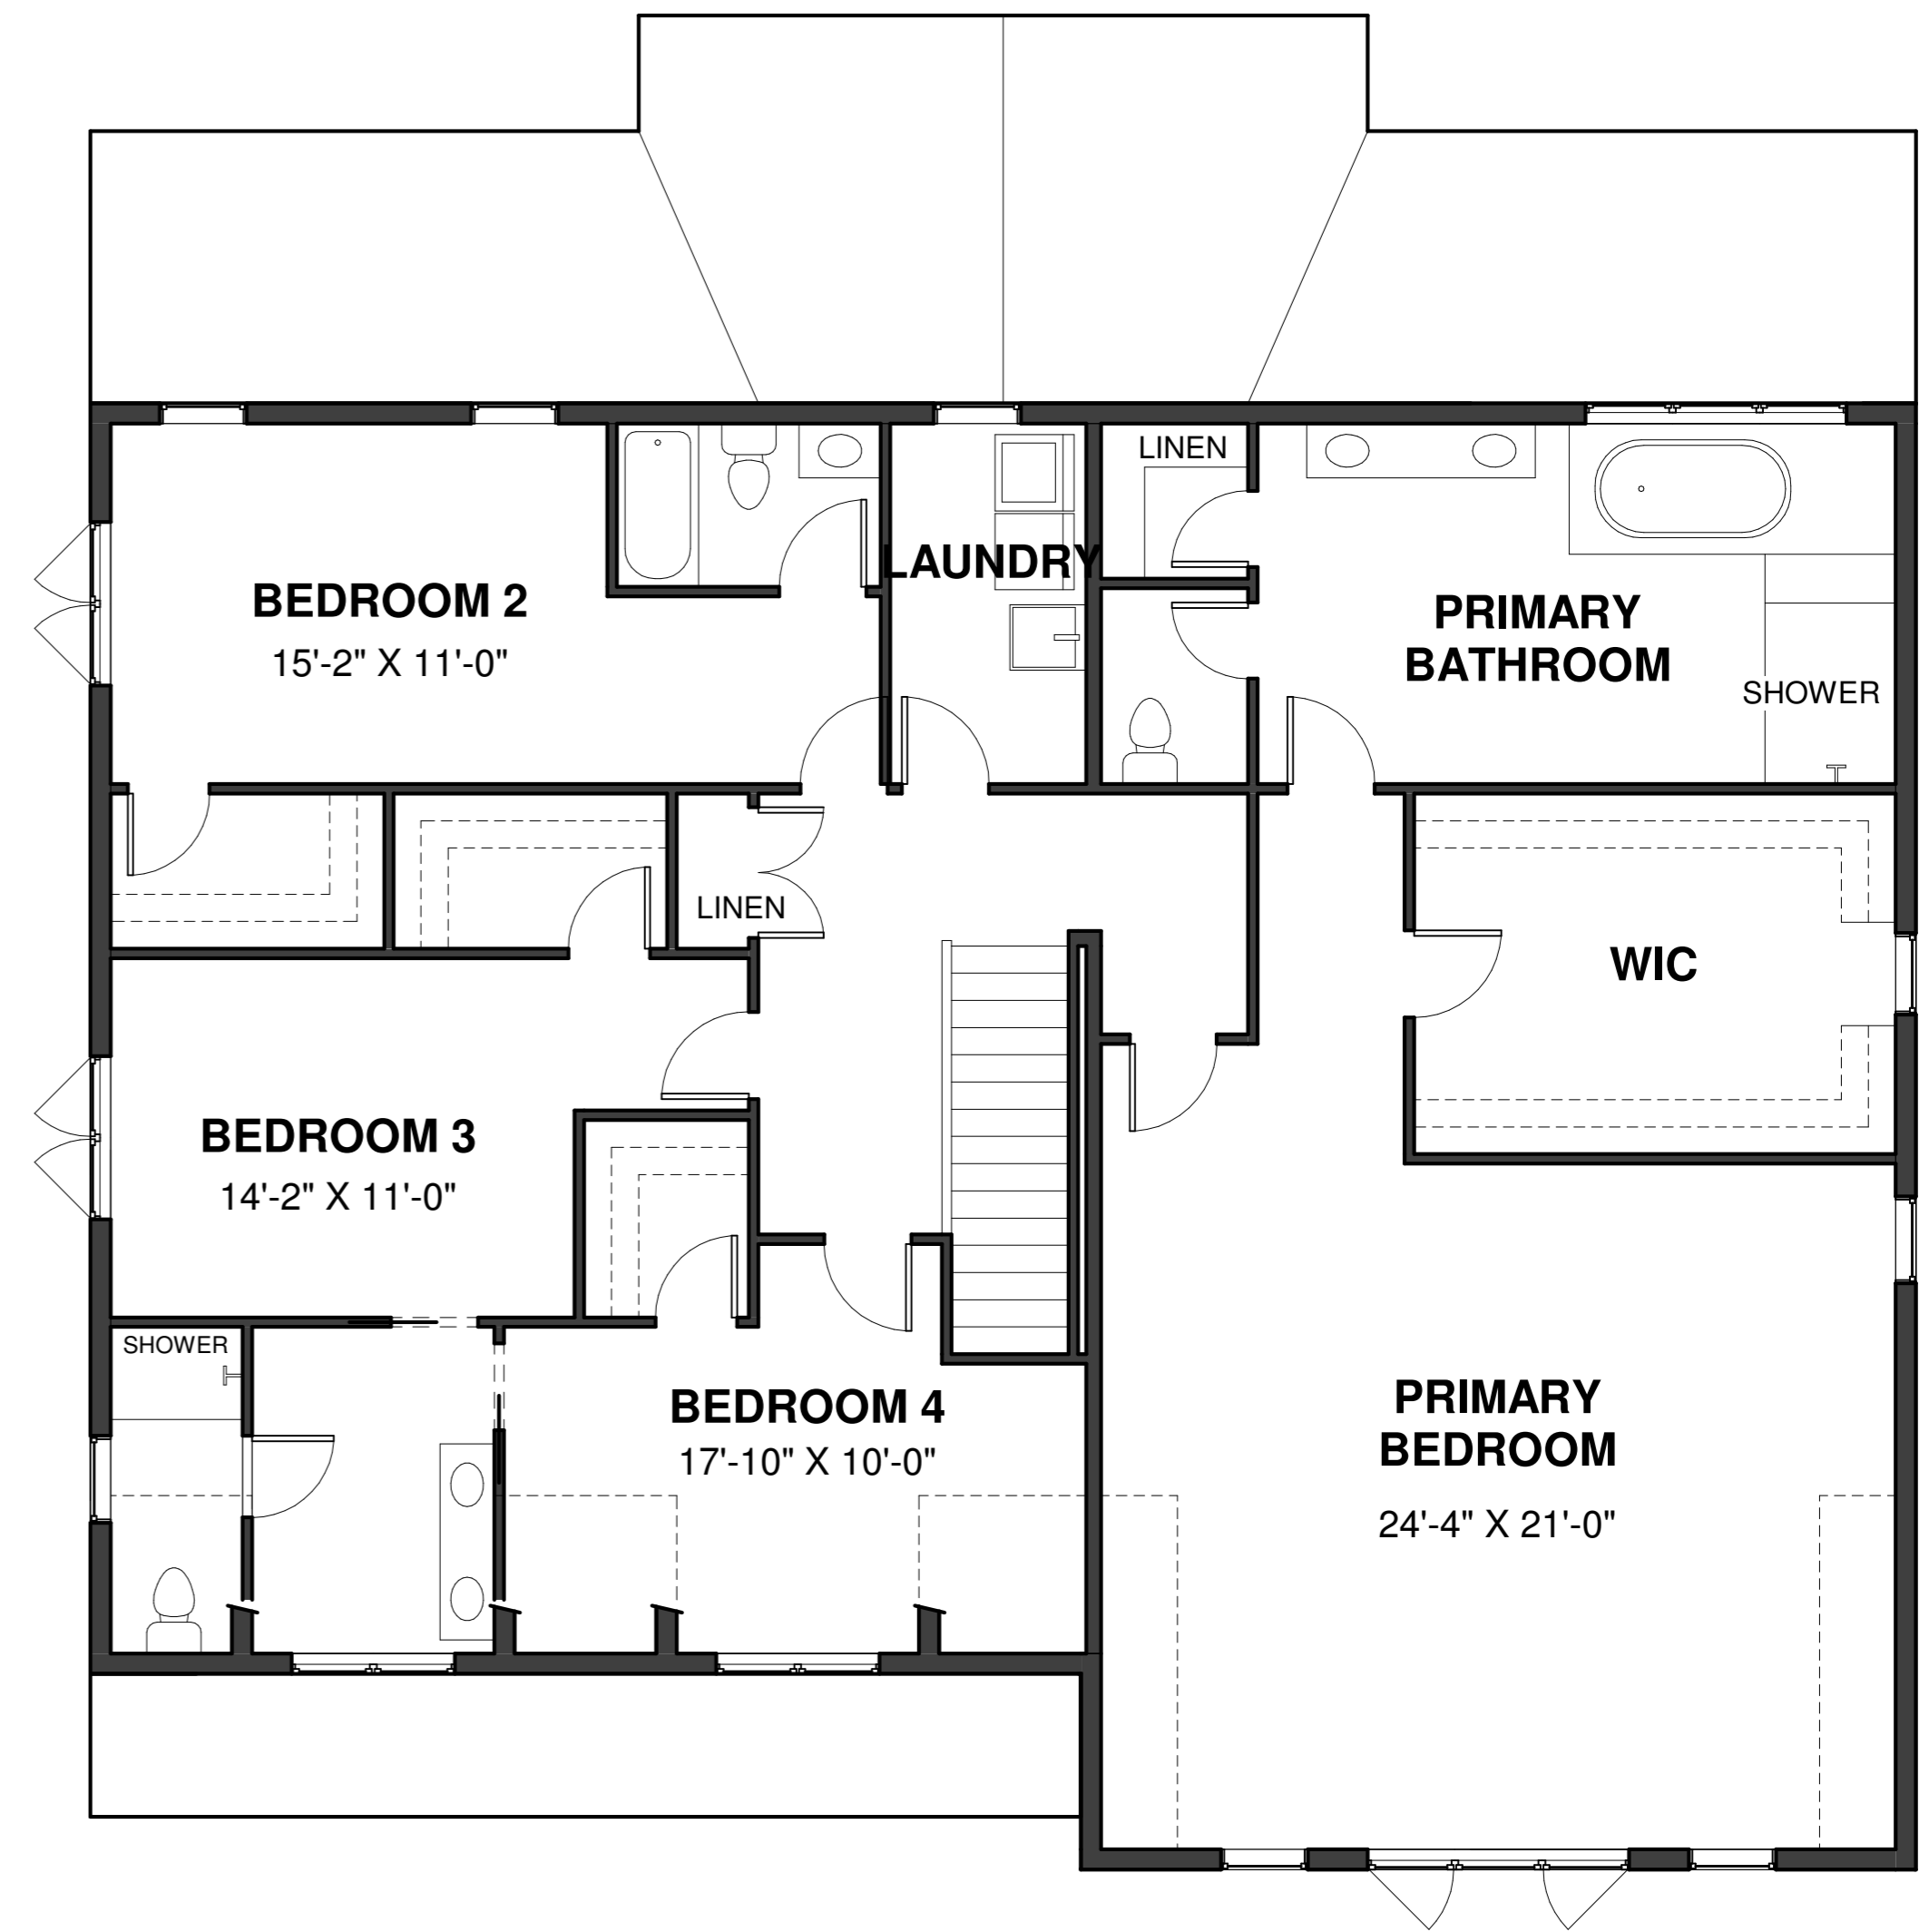 LINEN
LAUNDRY
BEDROOM 2
15'-2" X 11'-0"
PRIMARY
BATHROOM
SHOWER
LINEN
WIC
BEDROOM 3
14'-2" X 11'-0"
SHOWER
BEDROOM 4
17'-10" X 10'-0"
PRIMARY
BEDROOM
24'-4" X 21'-0"